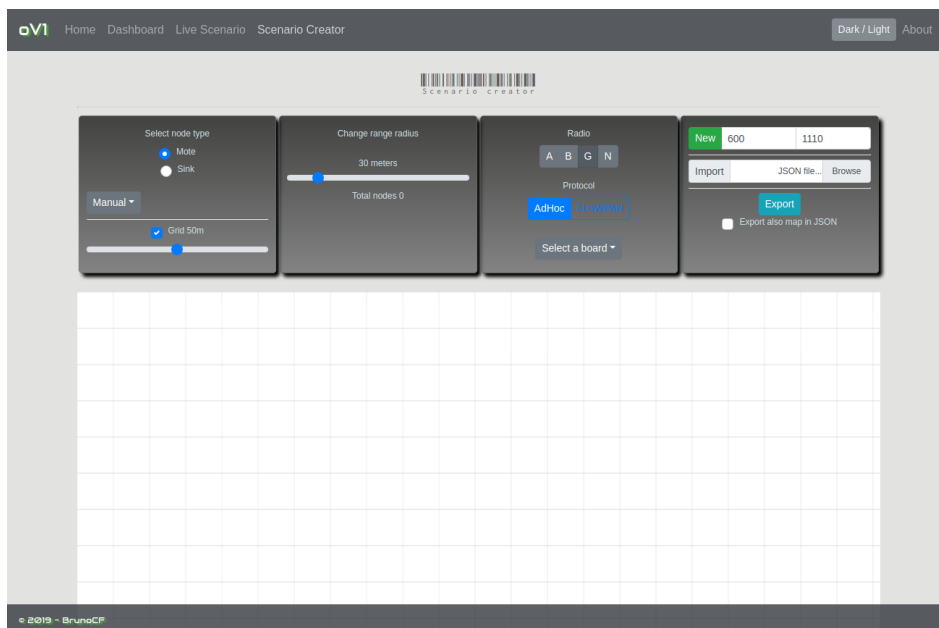 oV1 Home Dashboard Live Scenario Scenario Creator Dark / Light About
Scenario creator
Select node type
Mote
Sink
Manual
Grid 50m
Change range radius
30 meters
Total nodes 0
Radio
A B G N
Protocol
AdHoc
Select a board
New 600 1110
Import JSON file... Browse
Export
Export also map in JSON
© 2019 - BrunoCF